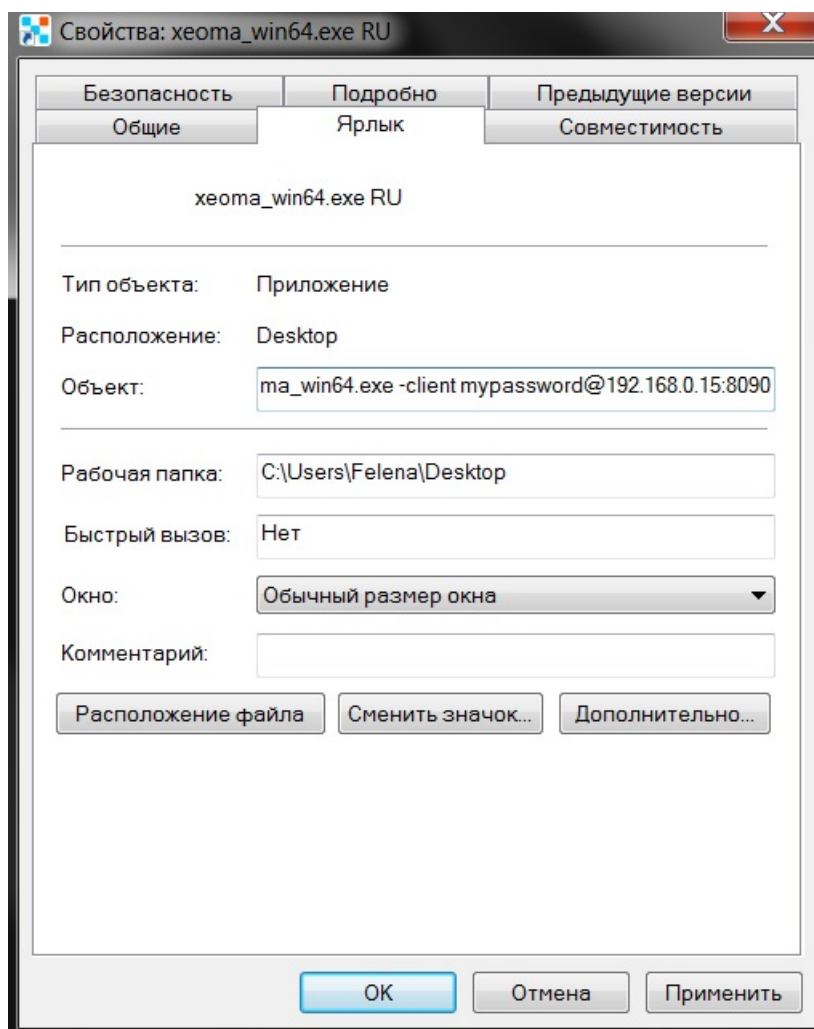 Свойства: xeoma_win64.exe RU
Безопасность Подробно Предыдущие версии
Общие Ярлык Совместимость
xeoma_win64.exe RU
Тип объекта: Приложение
Расположение: Desktop
Объект: ma_win64.exe -client mypassword@192.168.0.15:8090
Рабочая папка: C:\Users\Felena\Desktop
Быстрый вызов: Нет
Окно: Обычный размер окна
Комментарий:
Расположение файла Сменить значок... Дополнительно...
OK Отмена Применить